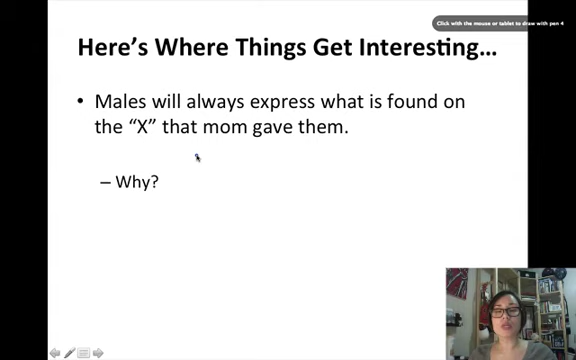 Click with the mouse or tablet to draw with pen 4
Here's Where Things Get Interesting…
• Males will always express what is found on
the “X” that mom gave them.
– Why?